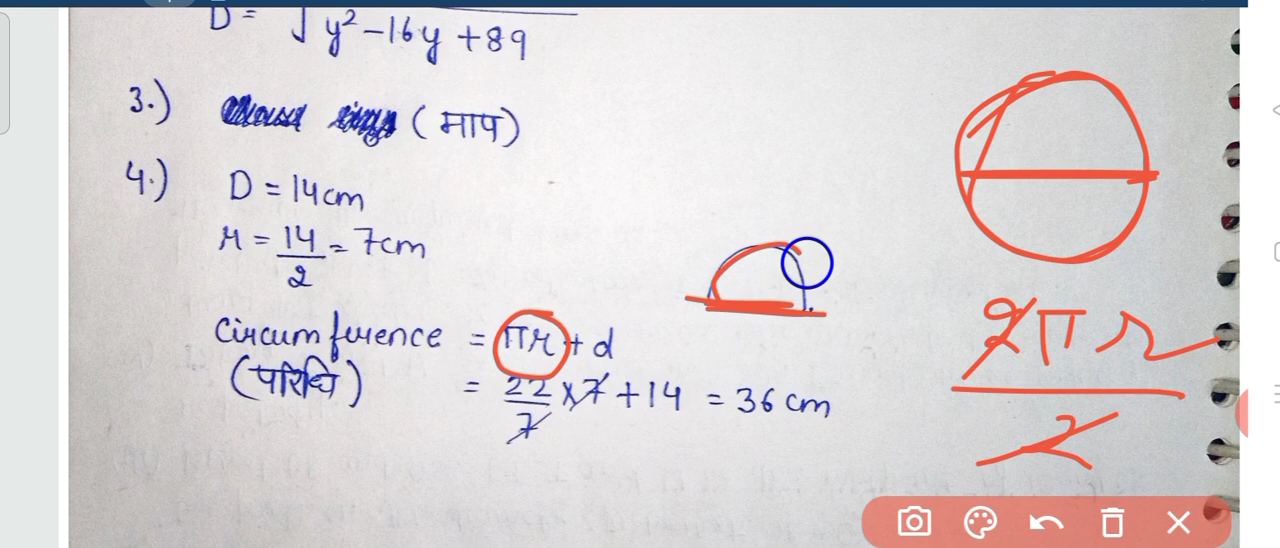 D = √y² - 16y + 89
3.) (माप)
4.) D = 14cm
r = 14/2 = 7cm
Circumference = πr + d
(परिधि) = 22/7 x 7 + 14 = 36 cm
2πr/2